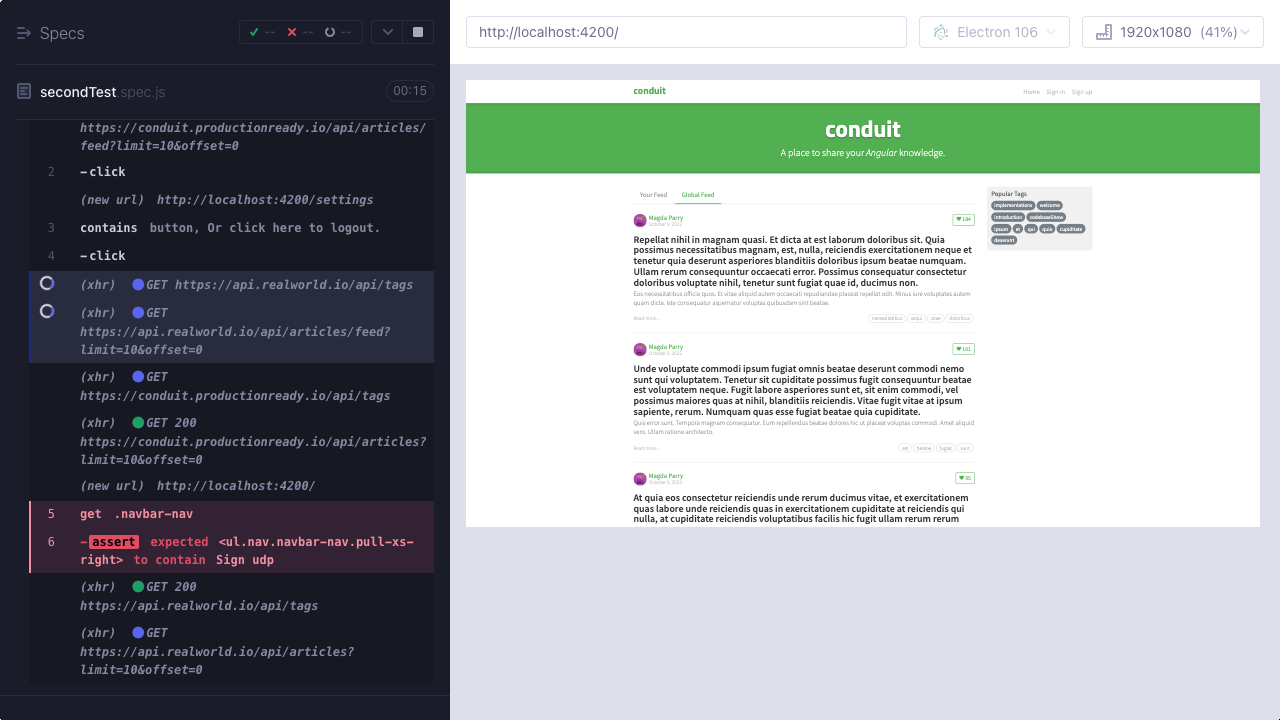 Specs
-- -- --
http://localhost:4200/
Electron 106
1920x1080 (41%)
secondTest.spec.js
00:15
https://conduit.productionready.io/api/articles/
feed?limit=10&offset=0
2 -click
(new url) http://localhost:4200/settings
3 contains button, Or click here to logout.
4 -click
(xhr) GET https://api.realworld.io/api/tags
(xhr) GET
https://api.realworld.io/api/articles/feed?
limit=10&offset=0
(xhr) GET
https://conduit.productionready.io/api/tags
(xhr) GET 200
https://conduit.productionready.io/api/articles?
limit=10&offset=0
(new url) http://localhost:4200/
5 get .navbar-nav
6 -assert expected <ul.nav.navbar-nav.pull-xs-
right> to contain Sign udp
(xhr) GET 200
https://api.realworld.io/api/tags
(xhr) GET
https://api.realworld.io/api/articles?
limit=10&offset=0
conduit
Home Sign in Sign up
conduit
A place to share your Angular knowledge.
Your Feed Global Feed
Magda Parry
October 9, 2022
184
Repellat nihil in magnam quasi. Et dicta at est laborum doloribus sit. Quia
possimus necessitatibus magnam, est, nulla, reiciendis exercitationem neque et
tenetur quia deserunt asperiores blanditiis doloribus ipsum beatae numquam.
Ullam rerum consequuntur occaecati error. Possimus consequatur consectetur
doloribus voluptate nihil, tenetur sunt fugiat quae id, ducimus non.
Eos necessitatibus officia quos. Et vitae aliquid autem occaecati repudiandae placeat repellat odit. Minus iure voluptates autem
quam dicta. Iste consequatur aspernatur voluptas quibusdam sint beatae.
Read more...
necessitatibus sequi vitae doloribus
Magda Parry
October 9, 2022
101
Unde voluptate commodi ipsum fugiat omnis beatae deserunt commodi nemo
sunt qui voluptatem. Tenetur sit cupiditate possimus fugit consequuntur beatae
est voluptatem neque. Fugit labore asperiores sunt et, sit enim commodi, vel
possimus maiores quas at nihil, blanditiis reiciendis. Vitae fugit vitae at ipsum
sapiente, rerum. Numquam quas esse fugiat beatae quia cupiditate.
Quis error sunt. Tempora magnam consequatur. Eum repellendus beatae dolores hic ut placeat voluptas commodi. Amet aliquid
vero. Ullam ratione architecto.
Read more...
est beatae fugiat sunt
Magda Parry
October 9, 2022
95
At quia eos consectetur reiciendis unde rerum ducimus vitae, et exercitationem
quas labore unde reiciendis quas in exercitationem cupiditate at reiciendis qui
nulla, at cupiditate reiciendis voluptatibus facilis hic fugit ullam rerum rerum
Popular Tags
implementations welcome
introduction codebaseShow
ipsum et qui quia cupiditate
deserunt